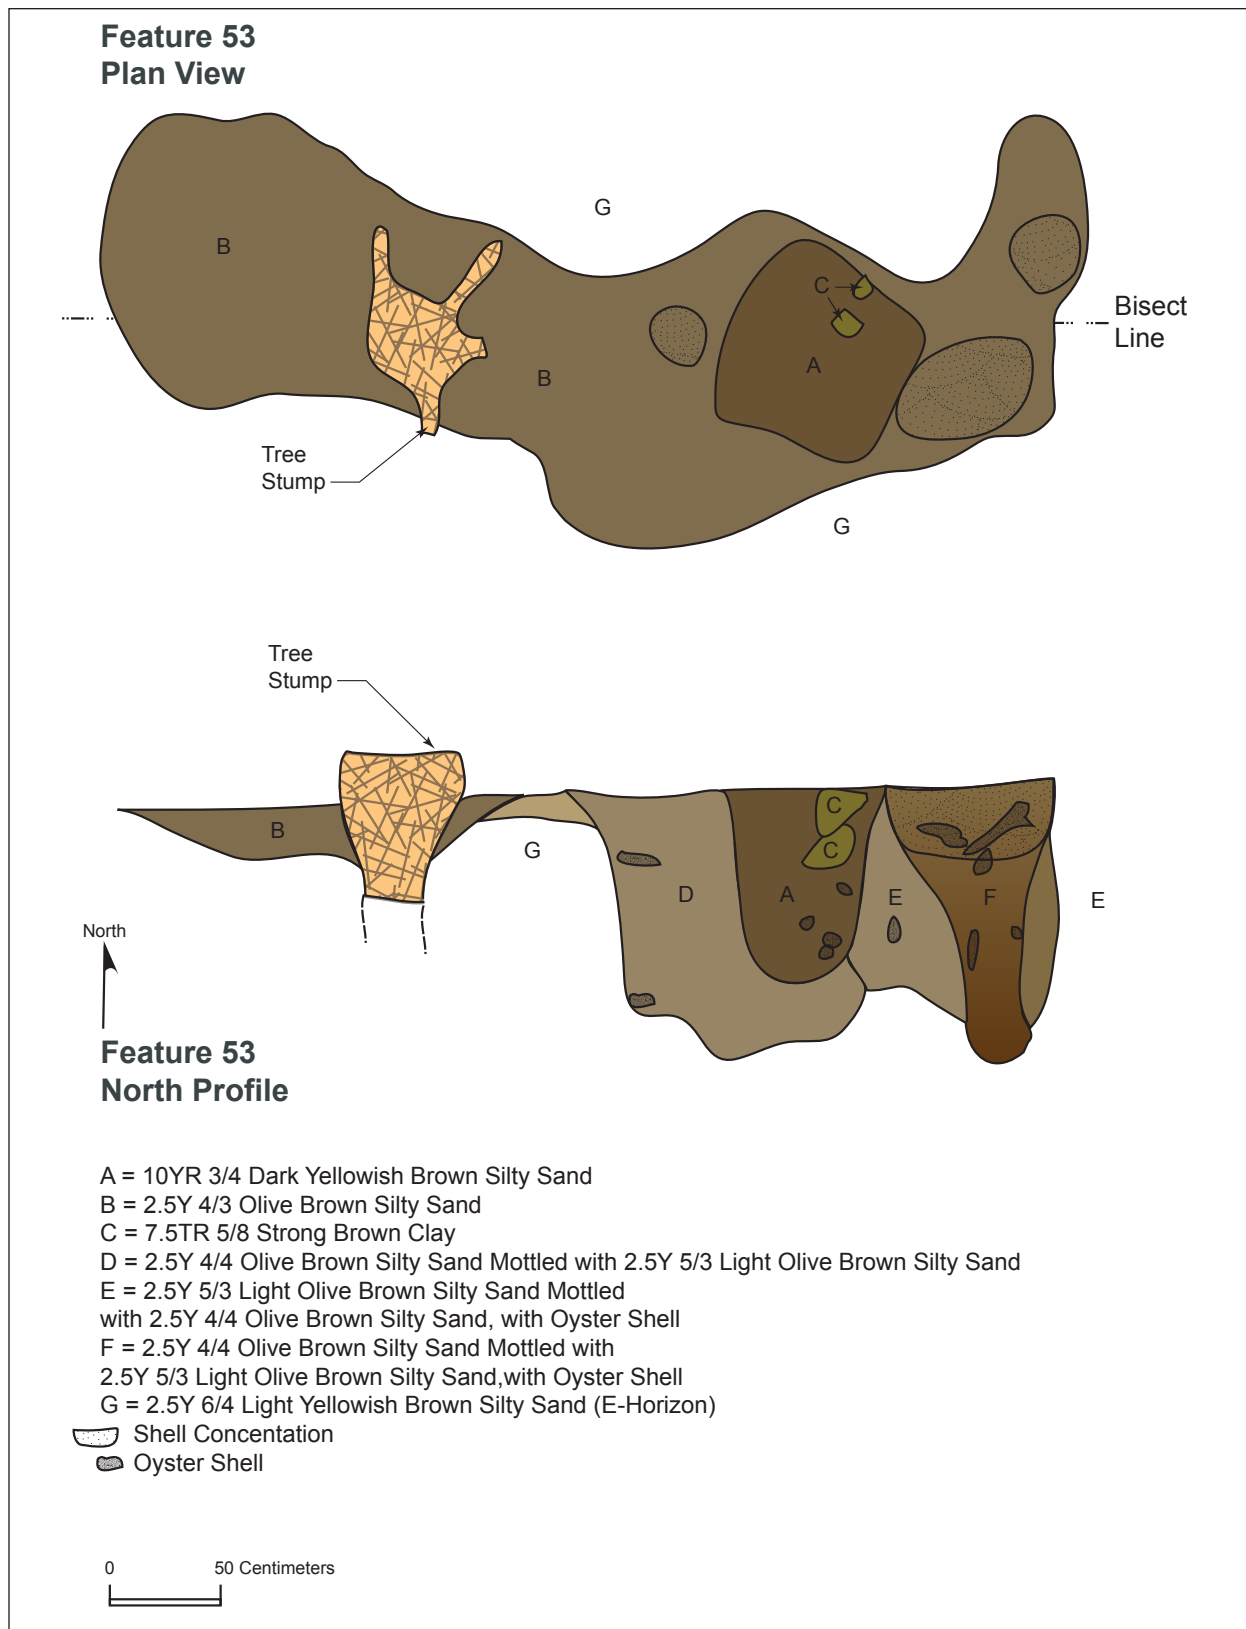 Feature 53
Plan View
G
B
C
Bisect
Line
A
B
Tree
Stump
G
Tree
Stump
C
B
C
G
D
A
E
F
E
North
Feature 53
North Profile
A = 10YR 3/4 Dark Yellowish Brown Silty Sand
B = 2.5Y 4/3 Olive Brown Silty Sand
C = 7.5TR 5/8 Strong Brown Clay
D = 2.5Y 4/4 Olive Brown Silty Sand Mottled with 2.5Y 5/3 Light Olive Brown Silty Sand
E = 2.5Y 5/3 Light Olive Brown Silty Sand Mottled
with 2.5Y 4/4 Olive Brown Silty Sand, with Oyster Shell
F = 2.5Y 4/4 Olive Brown Silty Sand Mottled with
2.5Y 5/3 Light Olive Brown Silty Sand,with Oyster Shell
G = 2.5Y 6/4 Light Yellowish Brown Silty Sand (E-Horizon)
Shell Concentation
Oyster Shell
0 50 Centimeters